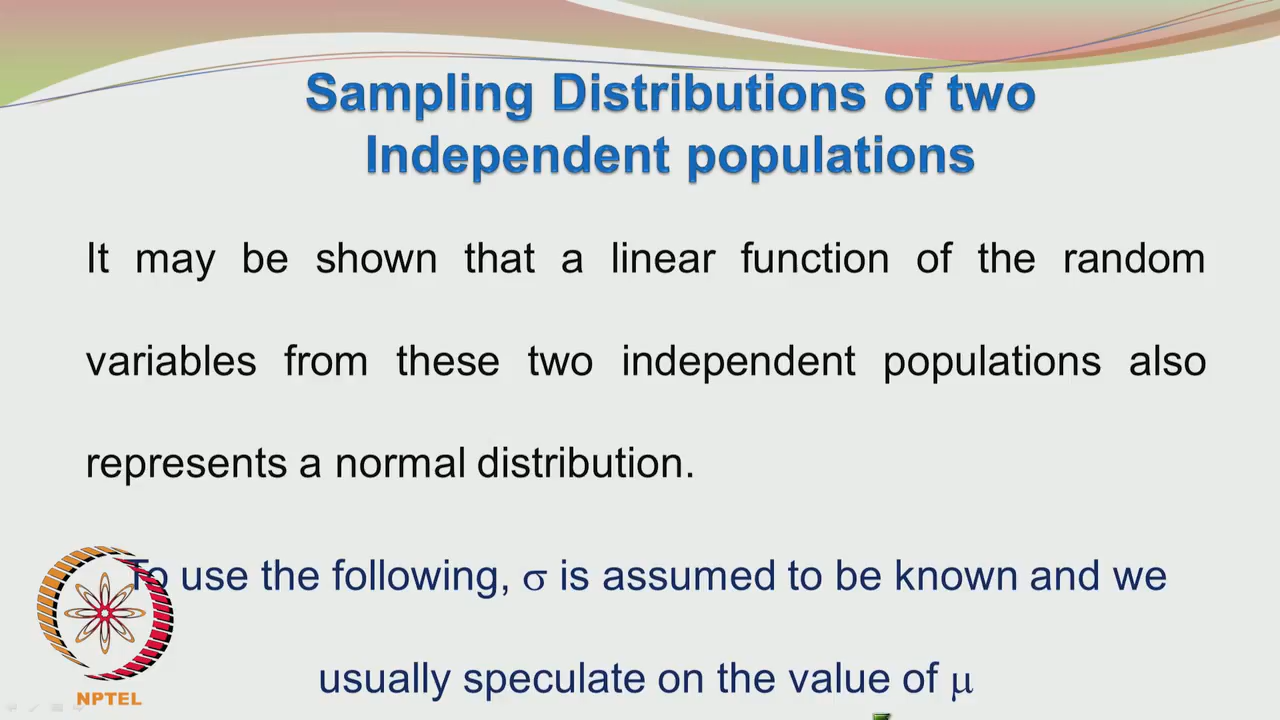 Sampling Distributions of two
Independent populations
It may be shown that a linear function of the random
variables from these two independent populations also
represents a normal distribution.
To use the following, σ is assumed to be known and we
usually speculate on the value of μ
NPTEL